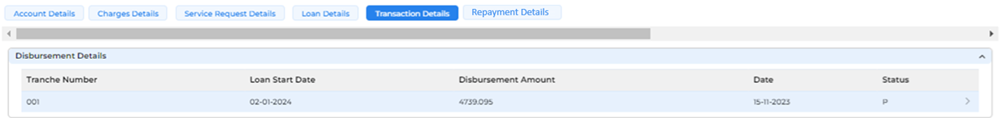 Account Details Charges Details Service Request Details Loan Details Transaction Details Repayment Details
Disbursement Details
Tranche Number Loan Start Date Disbursement Amount Date Status
001 02-01-2024 4739.095 15-11-2023 P